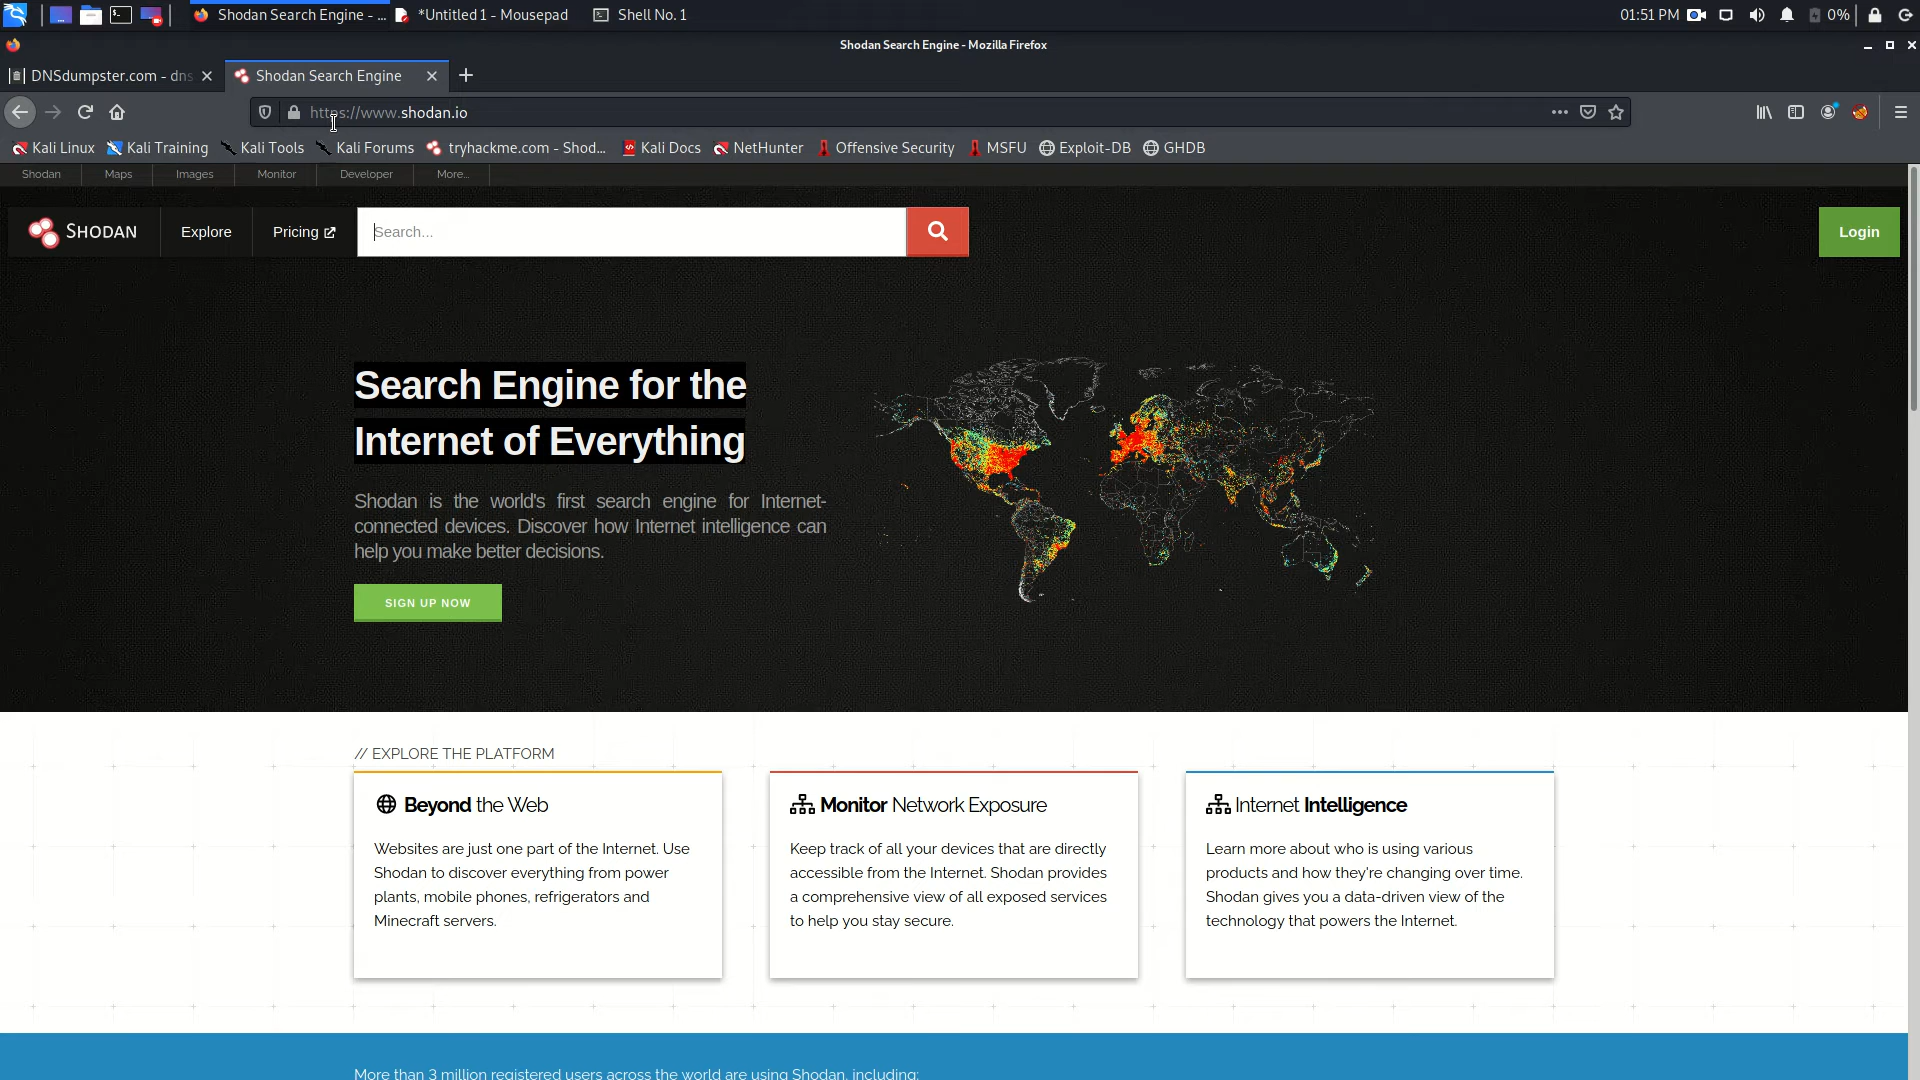 Shodan Search Engine - ...
*Untitled 1 - Mousepad
Shell No. 1
01:51 PM
0%
Shodan Search Engine - Mozilla Firefox
DNSdumpster.com - dns
Shodan Search Engine
https://www.shodan.io
Kali Linux
Kali Training
Kali Tools
Kali Forums
tryhackme.com - Shod...
Kali Docs
NetHunter
Offensive Security
MSFU
Exploit-DB
GHDB
Shodan
Maps
Images
Monitor
Developer
More...
SHODAN
Explore
Pricing
Search...
Login
Search Engine for the
Internet of Everything
Shodan is the world's first search engine for Internet-
connected devices. Discover how Internet intelligence can
help you make better decisions.
SIGN UP NOW
// EXPLORE THE PLATFORM
Beyond the Web
Websites are just one part of the Internet. Use
Shodan to discover everything from power
plants, mobile phones, refrigerators and
Minecraft servers.
Monitor Network Exposure
Keep track of all your devices that are directly
accessible from the Internet. Shodan provides
a comprehensive view of all exposed services
to help you stay secure.
Internet Intelligence
Learn more about who is using various
products and how they're changing over time.
Shodan gives you a data-driven view of the
technology that powers the Internet.
More than 3 million registered users across the world are using Shodan, including: